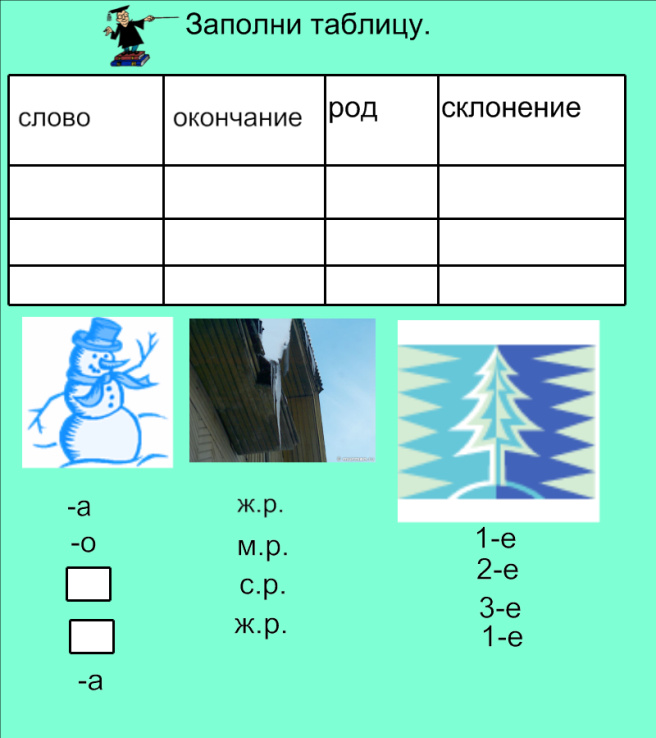 Заполни таблицу.
слово окончание род склонение
-а ж.р. 1-е
-о м.р. 2-е
с.р. 3-е
ж.р. 1-е
-а